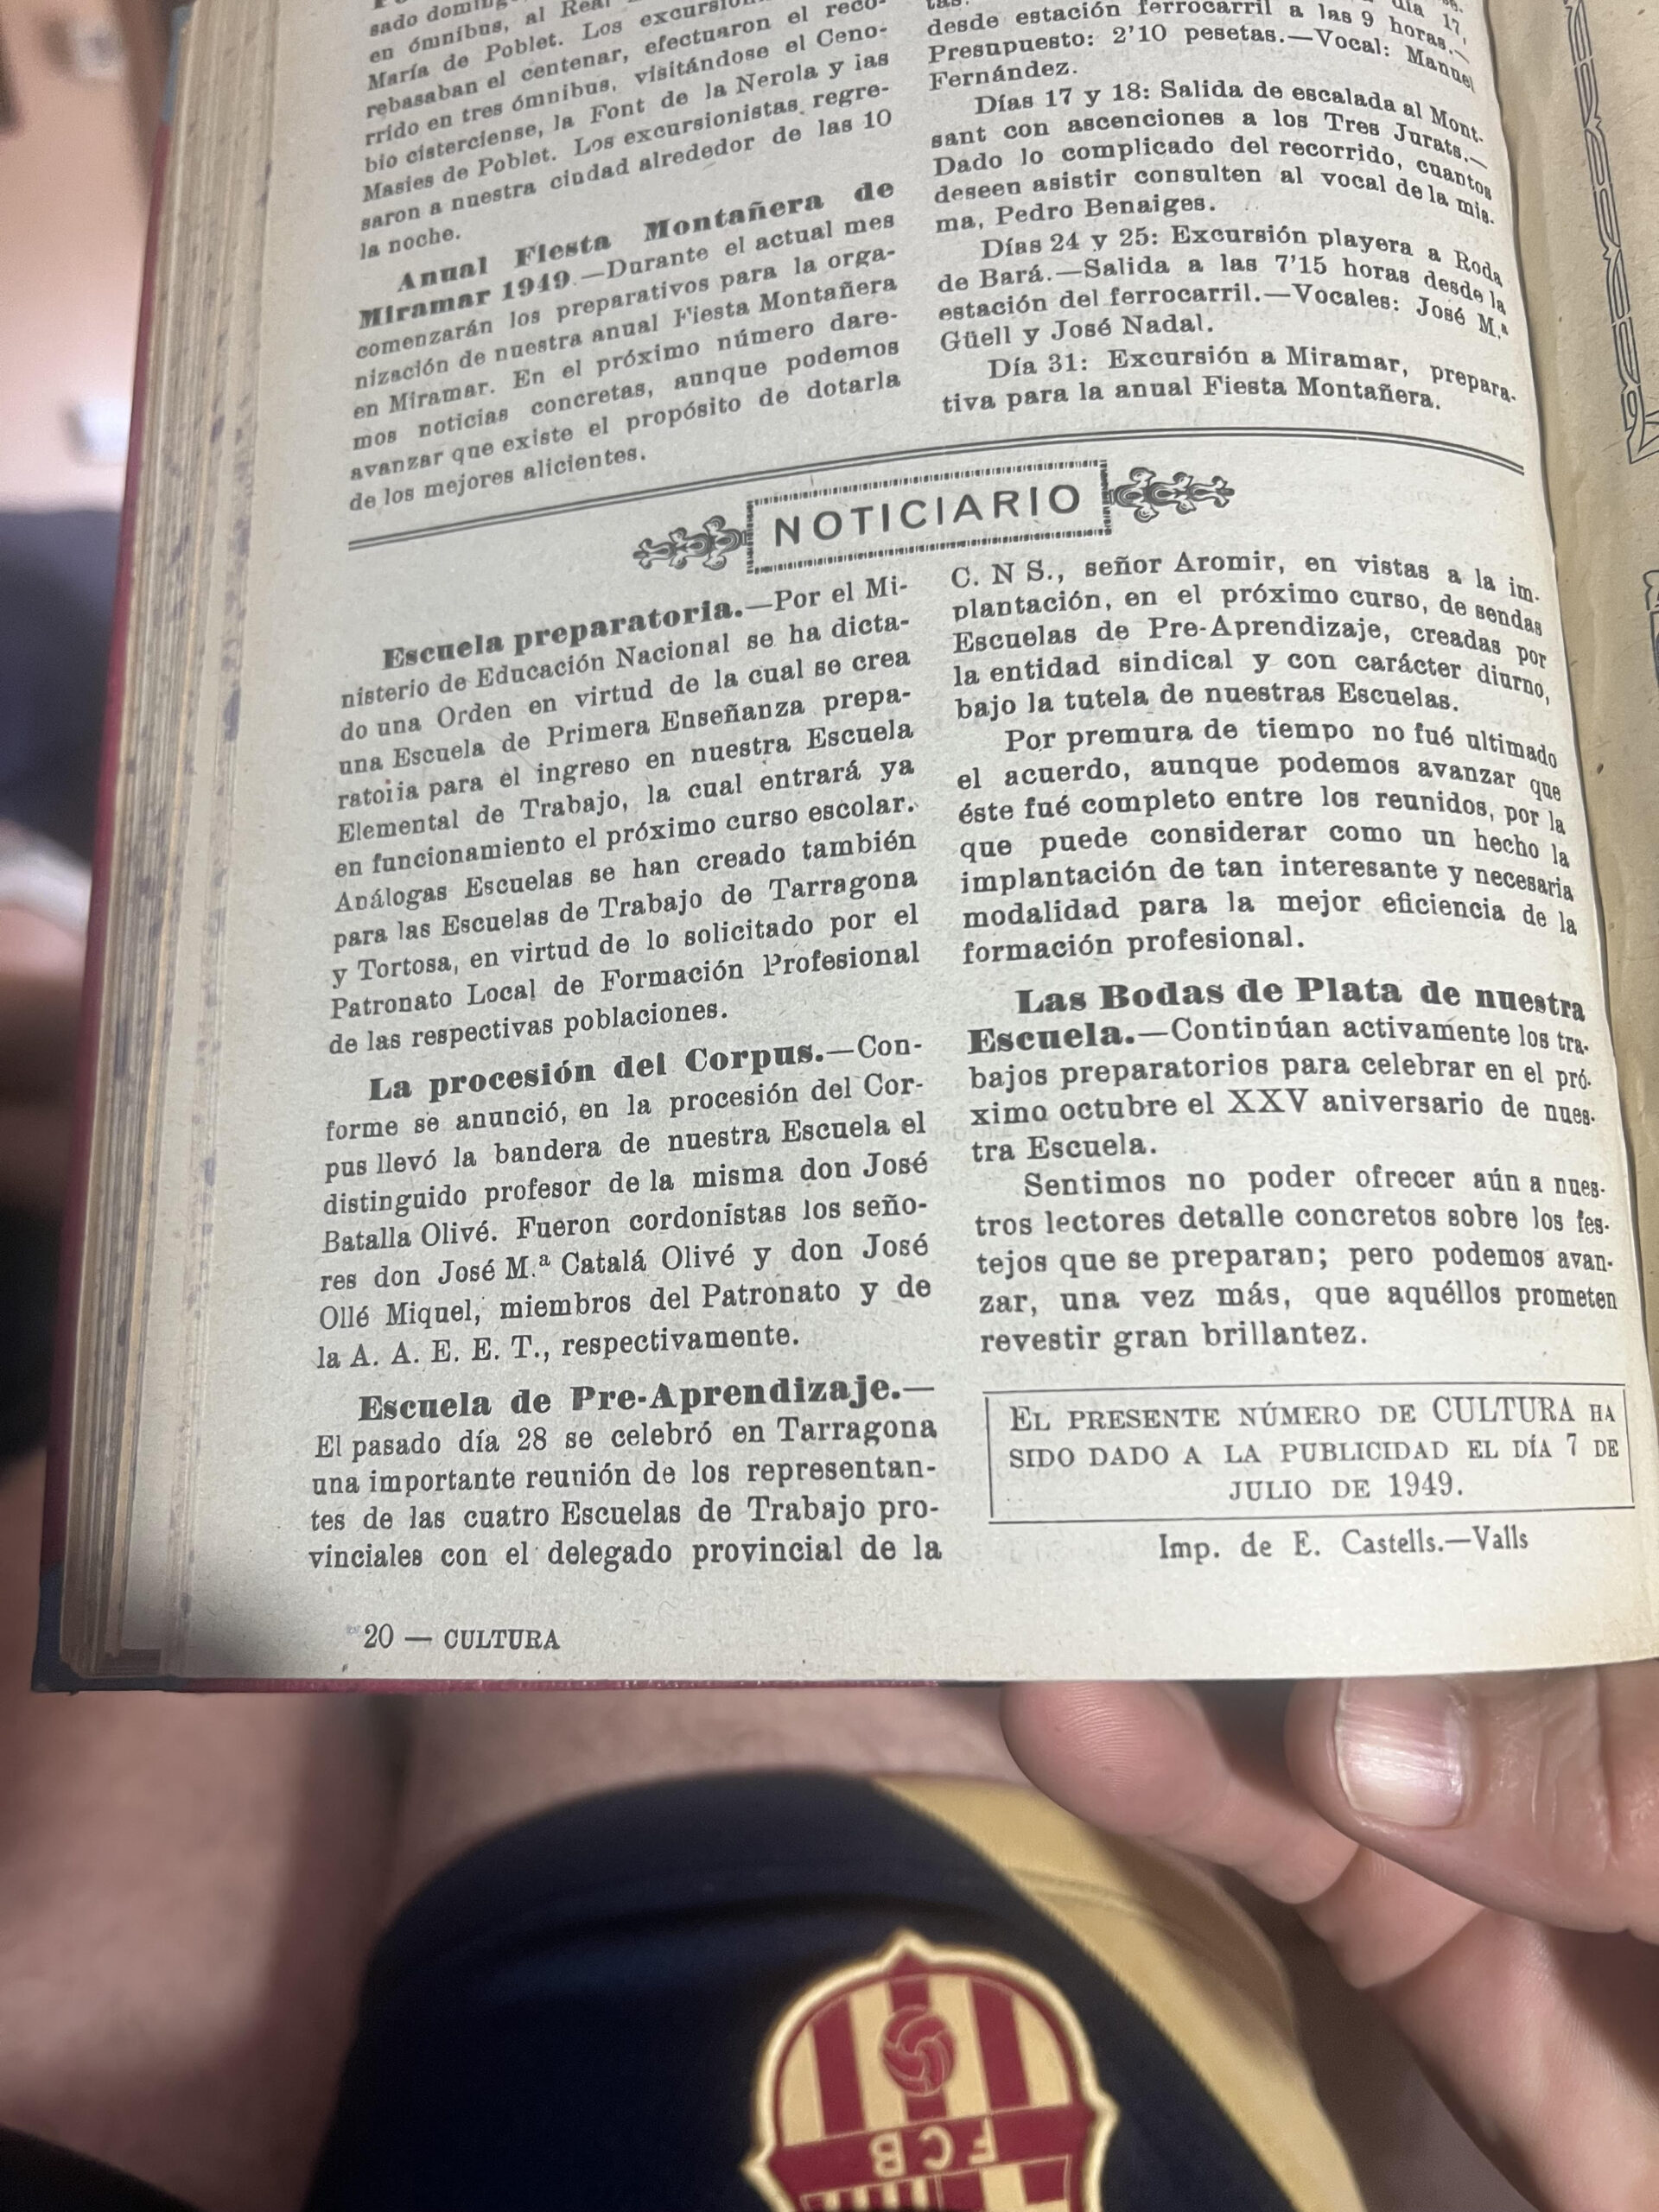 sado doming
en ómnibus, al Real
María de Poblet. Los
rebasaban el centenar, efectuaron el reco-
rrido en tres ómnibus, visitándose el Ceno-
bio cisterciense, la Font de la Nerola y ias
Masies de Poblet. Los excursionistas regre-
saron a nuestra ciudad alrededor de las 10
la noche.
Anual Fiesta Montañera de
Miramar 1949.—Durante el actual mes
comenzarán los preparativos para la orga-
nización de nuestra anual Fiesta Montañera
en Miramar. En el próximo número dare-
mos noticias concretas, aunque podemos
avanzar que existe el propósito de dotarla
de los mejores alicientes.
día 17,
desde estación ferrocarril a las 9 horas.—
Presupuesto: 2'10 pesetas.—Vocal: Manuel
Fernández.
Días 17 y 18: Salida de escalada al Mont-
sant con ascenciones a los Tres Jurats.—
Dado lo complicado del recorrido, cuantos
deseen asistir consulten al vocal de la mis-
ma, Pedro Benaiges.
Días 24 y 25: Excursión playera a Roda
de Bará.—Salida a las 7'15 horas desde la
estación del ferrocarril.—Vocales: José M.ª
Güell y José Nadal.
Día 31: Excursión a Miramar, prepara-
tiva para la anual Fiesta Montañera.
NOTICIARIO
Escuela preparatoria.—Por el Mi-
nisterio de Educación Nacional se ha dicta-
do una Orden en virtud de la cual se crea
una Escuela de Primera Enseñanza prepa-
ratoiia para el ingreso en nuestra Escuela
Elemental de Trabajo, la cual entrará ya
en funcionamiento el próximo curso escolar.
Análogas Escuelas se han creado también
para las Escuelas de Trabajo de Tarragona
y Tortosa, en virtud de lo solicitado por el
Patronato Local de Formación Profesional
de las respectivas poblaciones.
La procesión del Corpus.—Con-
forme se anunció, en la procesión del Cor-
pus llevó la bandera de nuestra Escuela el
distinguido profesor de la misma don José
Batalla Olivé. Fueron cordonistas los seño-
res don José M.ª Catalá Olivé y don José
Ollé Miquel, miembros del Patronato y de
la A. A. E. E. T., respectivamente.
Escuela de Pre-Aprendizaje.—
El pasado día 28 se celebró en Tarragona
una importante reunión de los representan-
tes de las cuatro Escuelas de Trabajo pro-
vinciales con el delegado provincial de la
C. N S., señor Aromir, en vistas a la im-
plantación, en el próximo curso, de sendas
Escuelas de Pre-Aprendizaje, creadas por
la entidad sindical y con carácter diurno,
bajo la tutela de nuestras Escuelas.
Por premura de tiempo no fué ultimado
el acuerdo, aunque podemos avanzar que
éste fué completo entre los reunidos, por la
que puede considerar como un hecho la
implantación de tan interesante y necesaria
modalidad para la mejor eficiencia de la
formación profesional.
Las Bodas de Plata de nuestra
Escuela.—Continúan activamente los tra-
bajos preparatorios para celebrar en el pró-
ximo octubre el XXV aniversario de nues-
tra Escuela.
Sentimos no poder ofrecer aún a nues-
tros lectores detalle concretos sobre los fes-
tejos que se preparan; pero podemos avan-
zar, una vez más, que aquéllos prometen
revestir gran brillantez.
EL PRESENTE NÚMERO DE CULTURA HA
SIDO DADO A LA PUBLICIDAD EL DÍA 7 DE
JULIO DE 1949.
Imp. de E. Castells.—Valls
20 — CULTURA
FCB